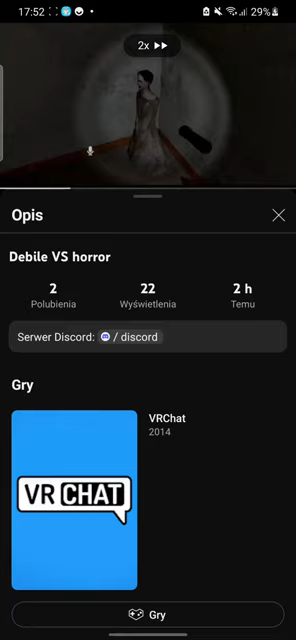 17:52
29%
2x
Opis
Debile VS horror
2
22
2 h
Polubienia
Wyświetlenia
Temu
Serwer Discord: / discord
Gry
VRChat
2014
VR CHAT
Gry